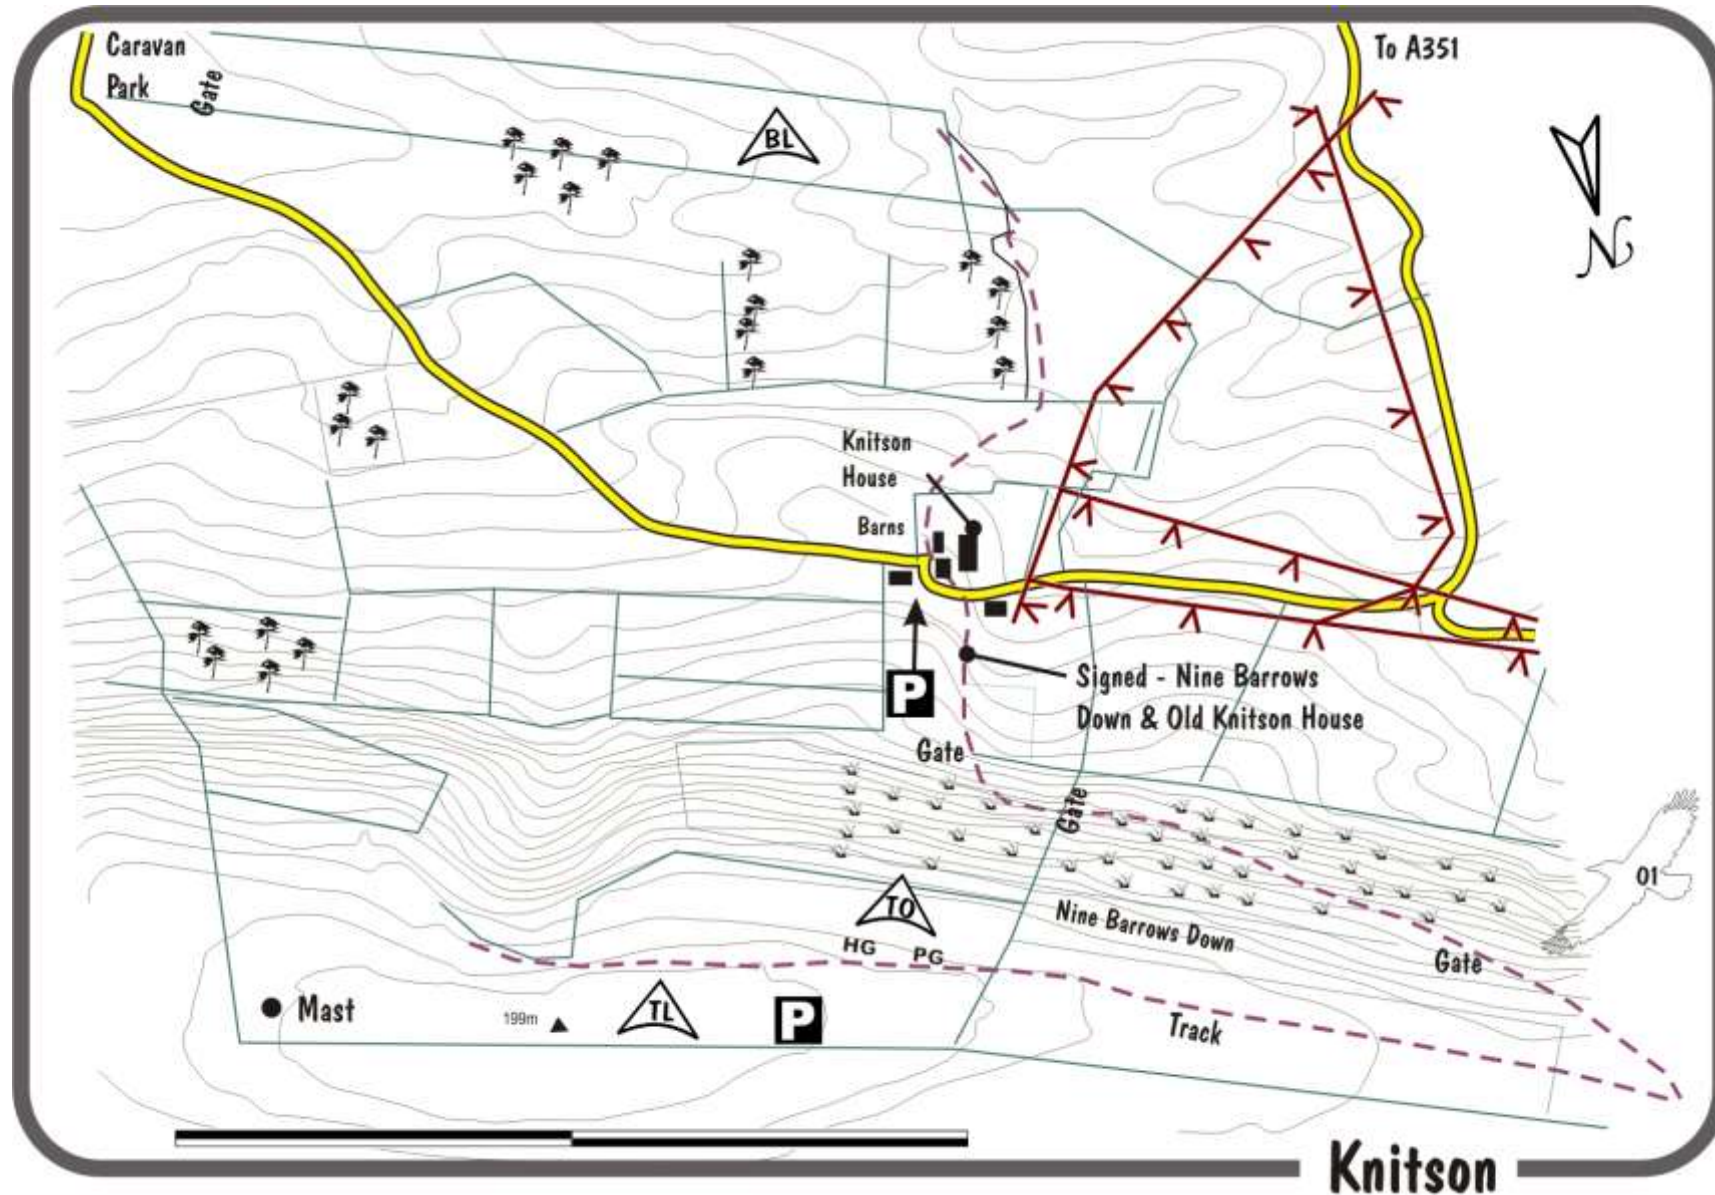 Caravan
Park
Gate
To A351
BL
N
Knitson
House
Barns
P
Signed - Nine Barrows
Down & Old Knitson House
Gate
Gate
01
TO
HG PG
Nine Barrows Down
Gate
Mast
199m
TL
P
Track
Knitson